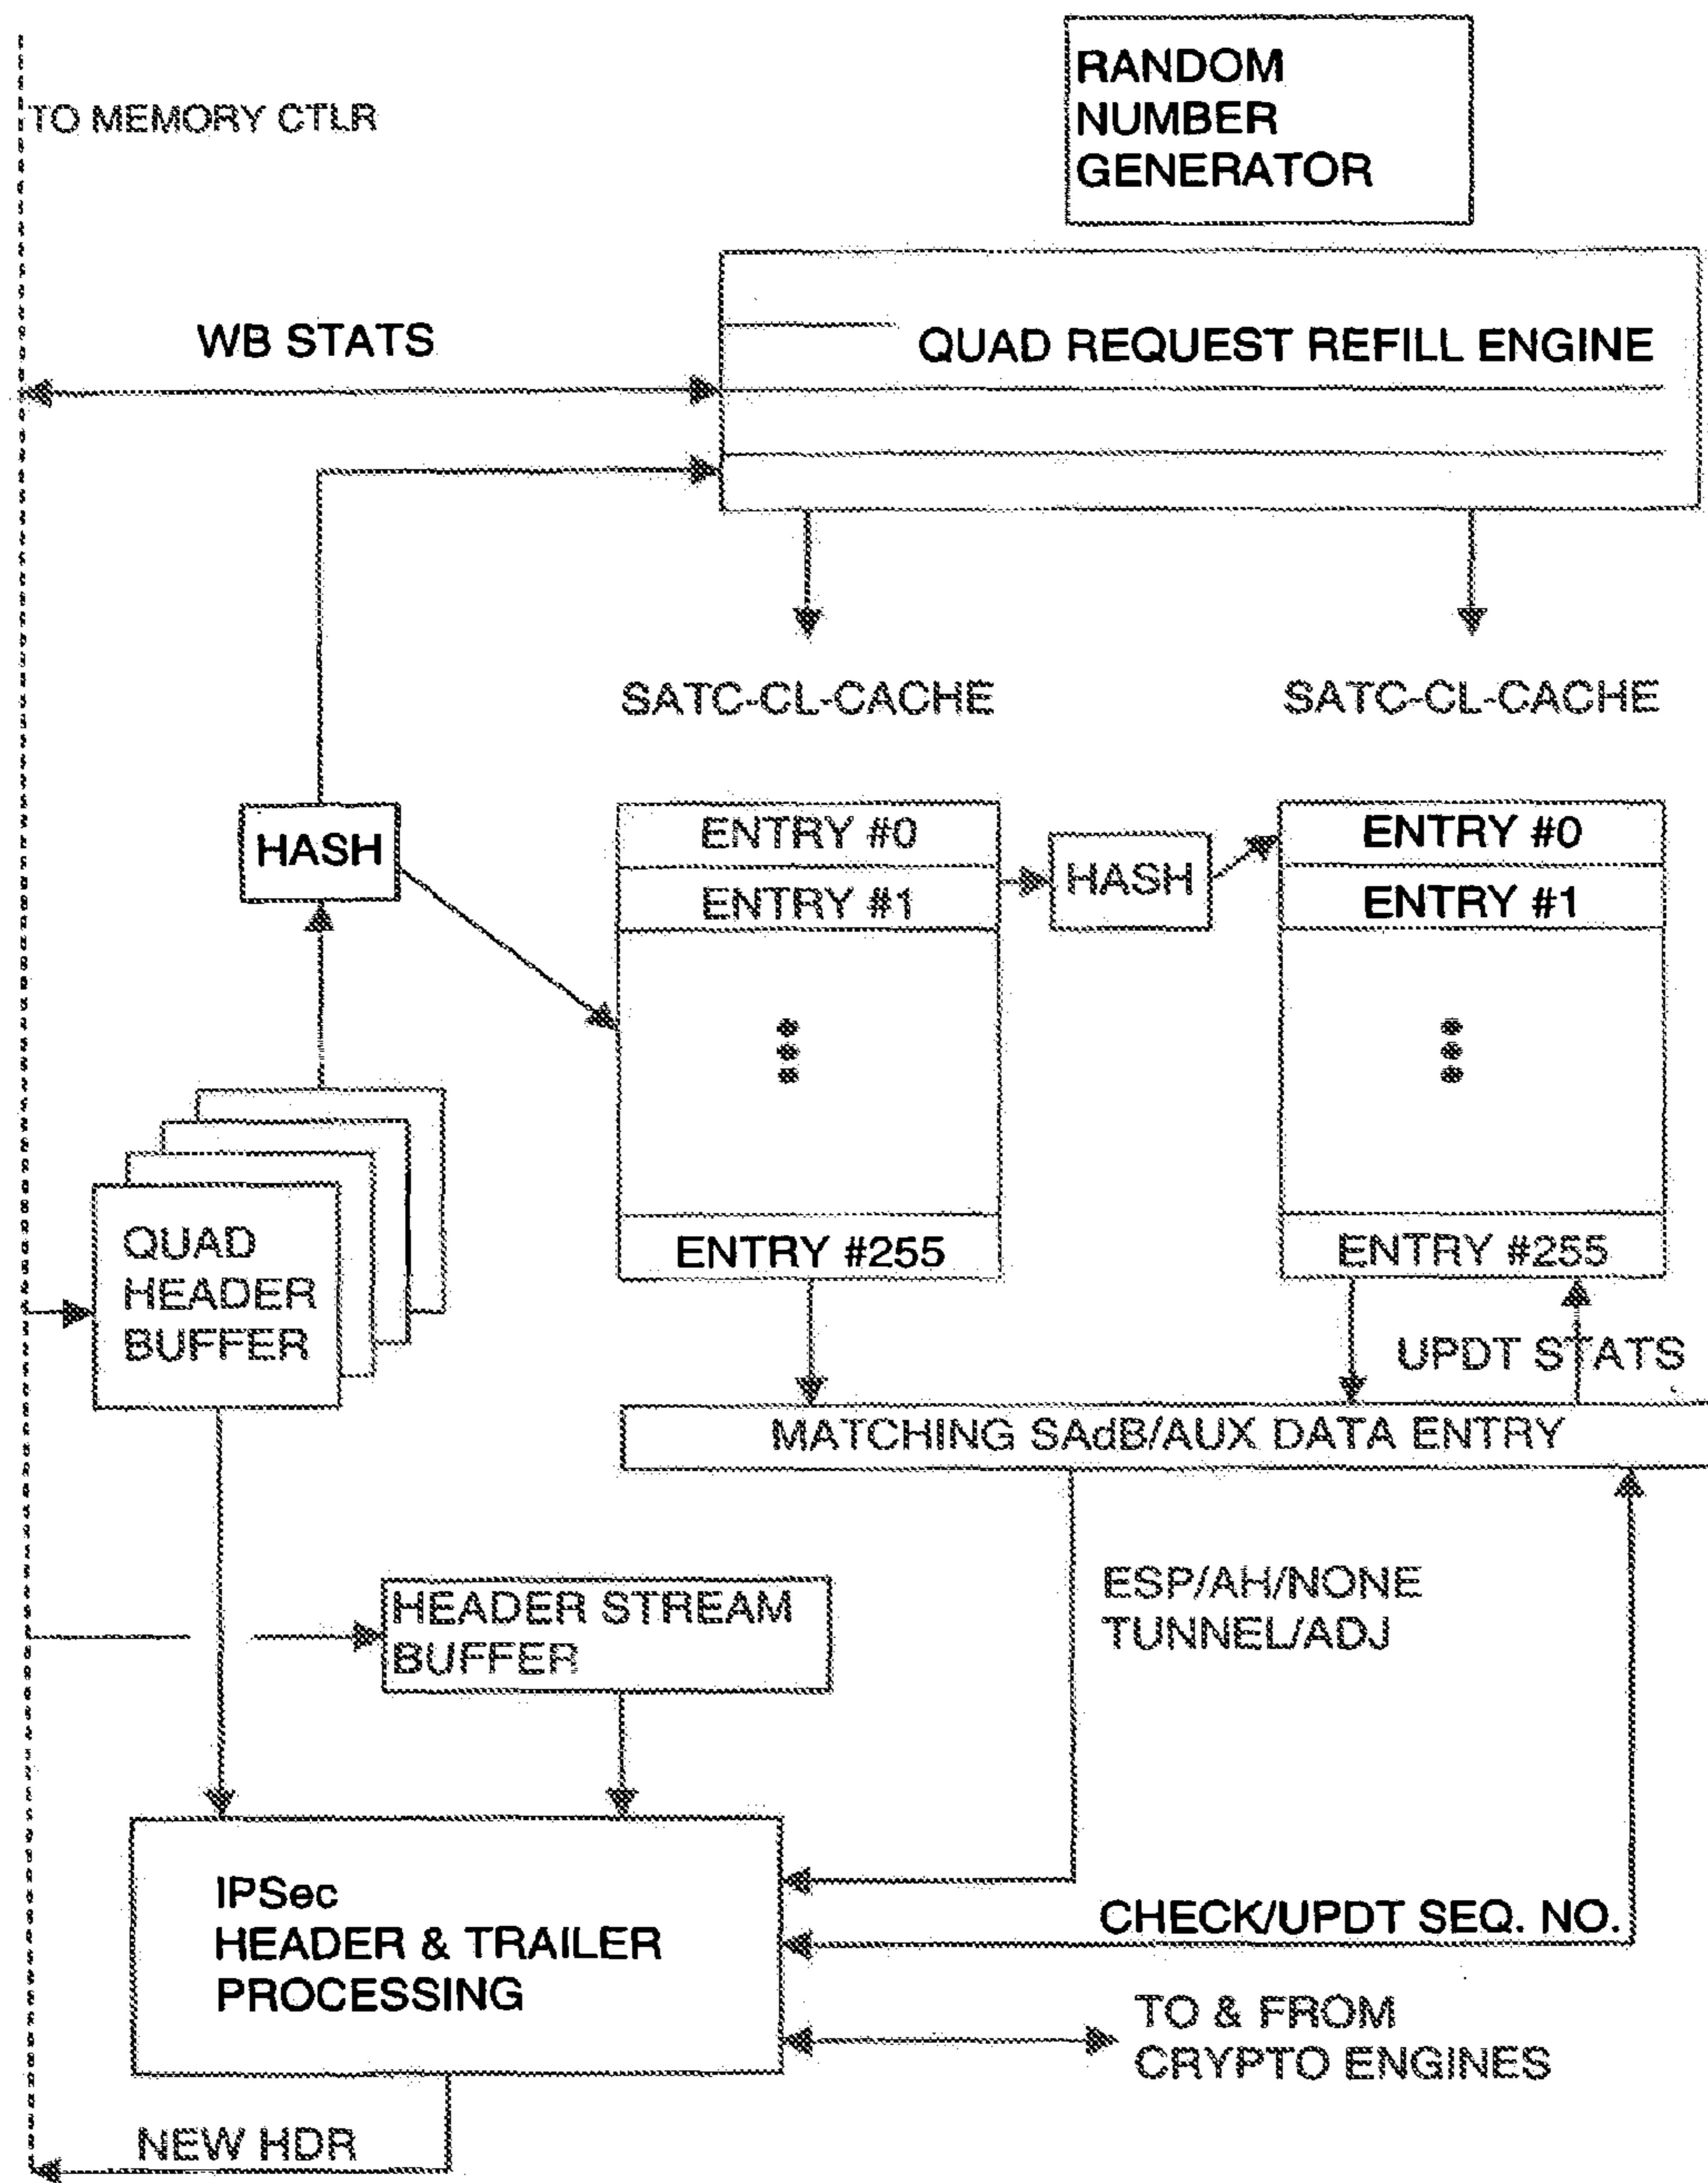 RANDOM
NUMBER
GENERATOR
TO MEMORY CTLR
WB STATS
QUAD REQUEST REFILL ENGINE
SATC-CL-CACHE
SATC-CL-CACHE
HASH
ENTRY #0
ENTRY #1
HASH
ENTRY #0
ENTRY #1
QUAD
HEADER
BUFFER
ENTRY #255
ENTRY #255
UPDT STATS
MATCHING SAdB/AUX DATA ENTRY
HEADER STREAM
BUFFER
ESP/AH/NONE
TUNNEL/ADJ
IPSec
HEADER & TRAILER
PROCESSING
CHECK/UPDT SEQ. NO.
TO & FROM
CRYPTO ENGINES
NEW HDR